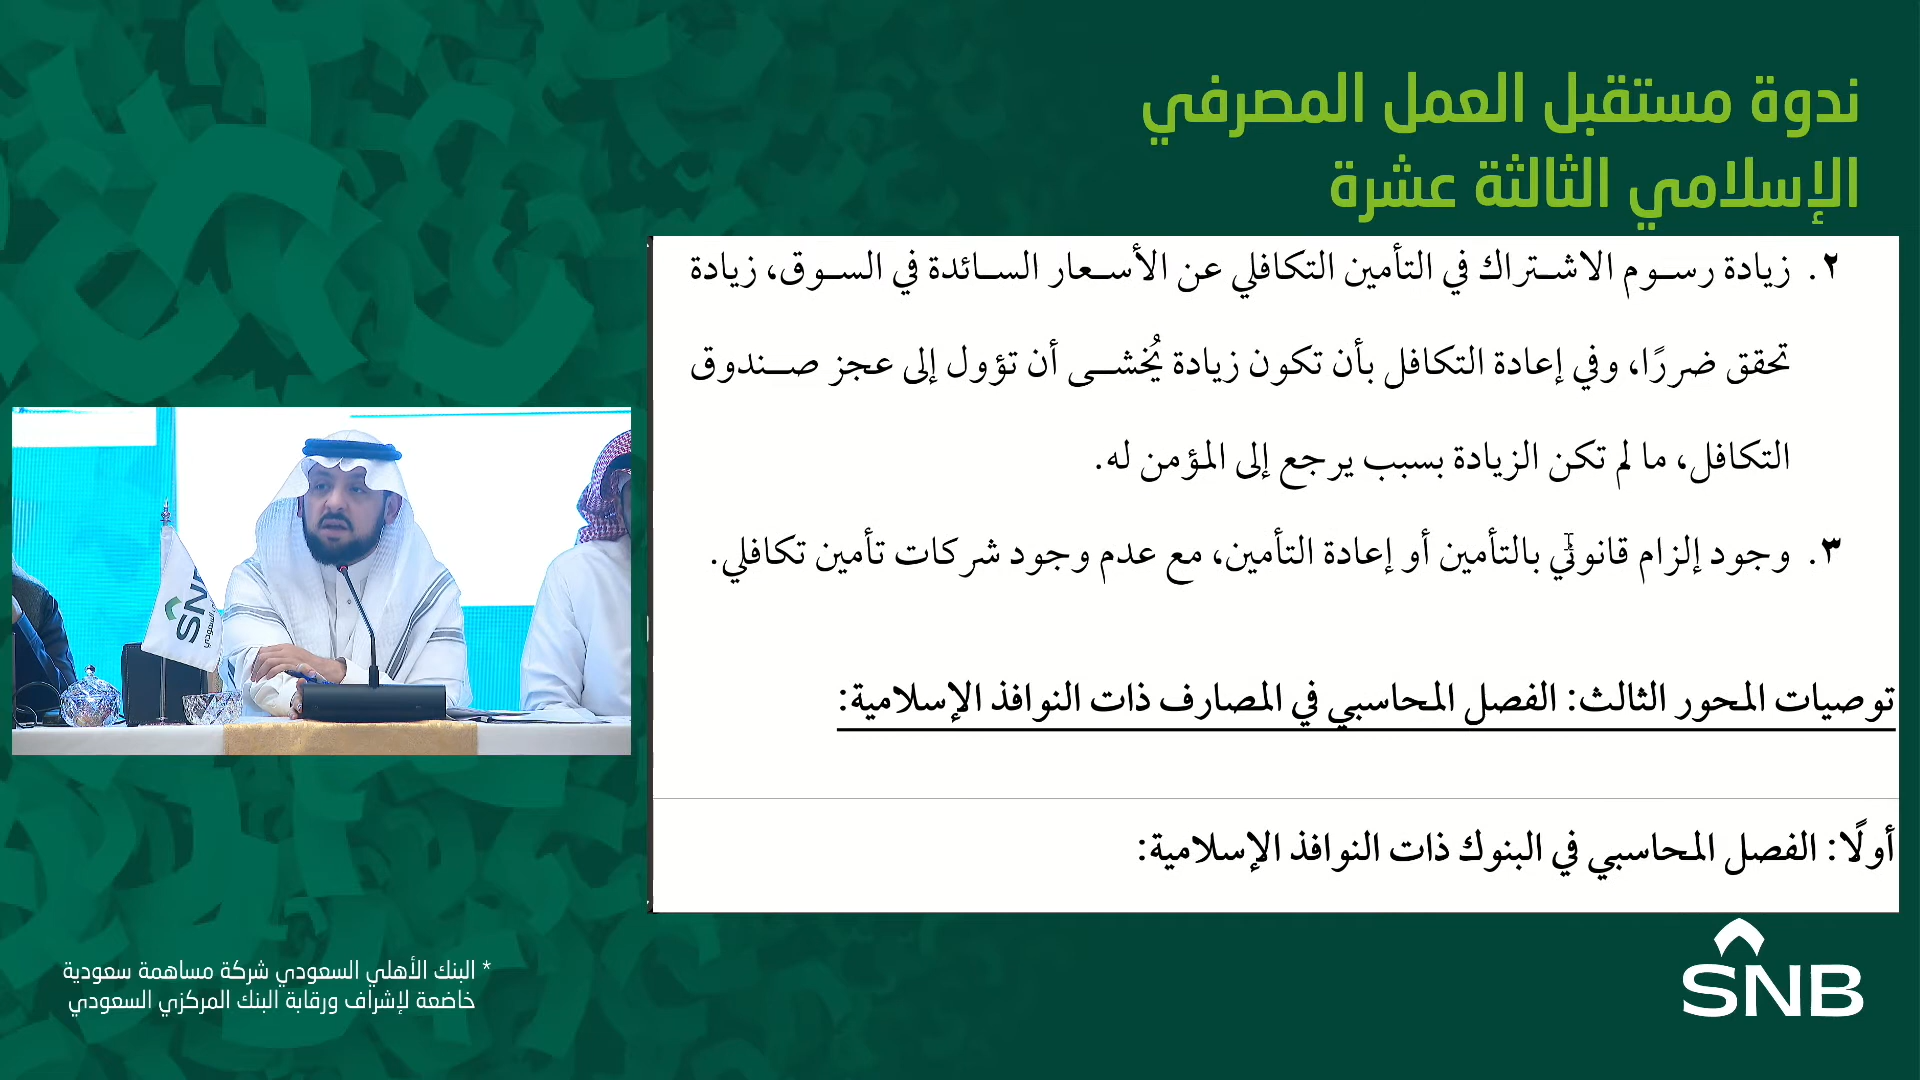 ندوة مستقبل العمل المصرفي
الإسلامي الثالثة عشرة
٢. زيادة رسوم الاشتراك في التأمين التكافلي عن الأسعار السائدة في السوق، زيادة
تحقق ضررًا، وفي إعادة التكافل بأن تكون زيادة يُخشى أن تؤول إلى عجز صندوق
التكافل، ما لم تكن الزيادة بسبب يرجع إلى المؤمن له.
٣. وجود إلزام قانوني بالتأمين أو إعادة التأمين، مع عدم وجود شركات تأمين تكافلي.
توصيات المحور الثالث: الفصل المحاسبي في المصارف ذات النوافذ الإسلامية:
أولًا: الفصل المحاسبي في البنوك ذات النوافذ الإسلامية:
SNB
* البنك الأهلي السعودي شركة مساهمة سعودية
خاضعة لإشراف ورقابة البنك المركزي السعودي
SNB